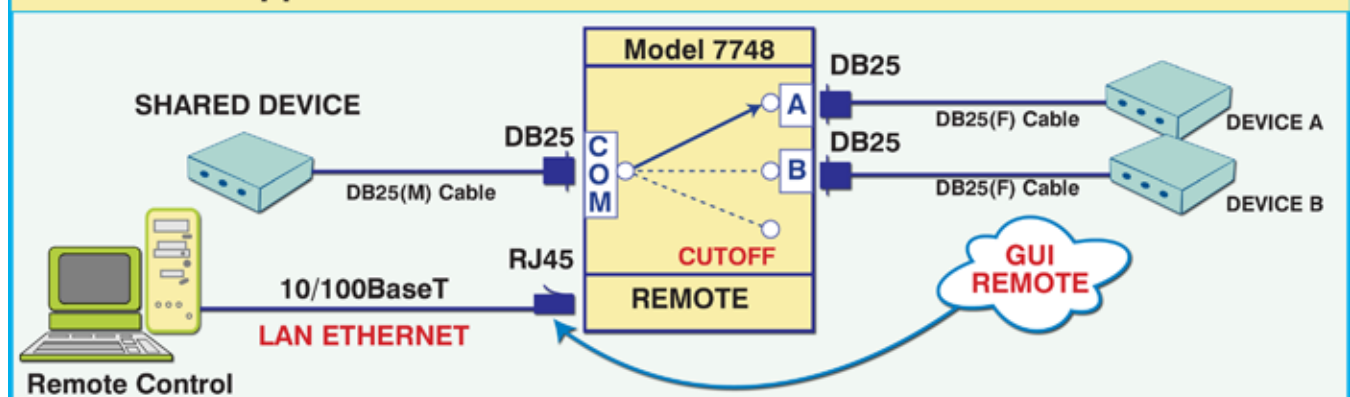 Model 7748
DB25
SHARED DEVICE
A
DB25(F) Cable
DEVICE A
DB25
COM
DB25
B
DB25(M) Cable
DB25(F) Cable
DEVICE B
CUTOFF
GUI
REMOTE
RJ45
10/100BaseT
REMOTE
LAN ETHERNET
Remote Control